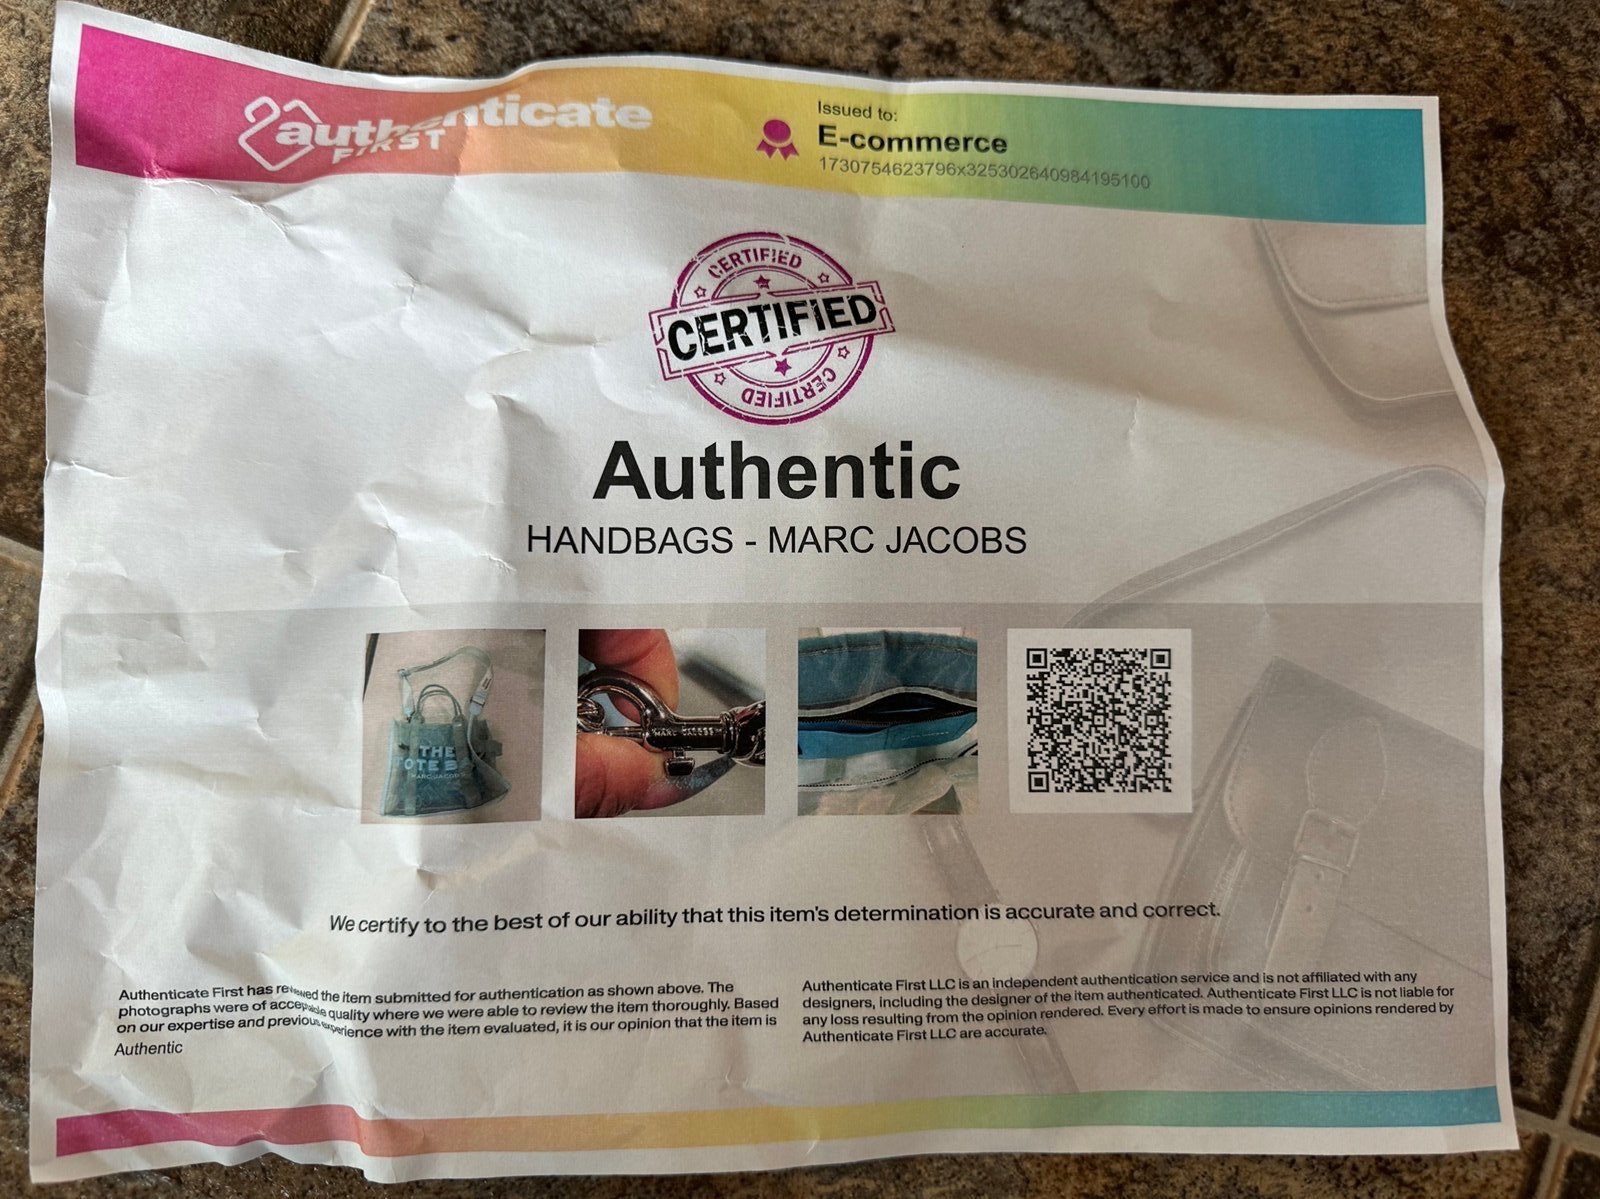 authenticate
FIRST
Issued to:
E-commerce
1730754623796x325302640984195100
CERTIFIED
CERTIFIED
CERTIFIED
Authentic
HANDBAGS - MARC JACOBS
THE
TOTE B
MARC JACOBS
MARC JACOBS
We certify to the best of our ability that this item's determination is accurate and correct.
Authenticate First has reviewed the item submitted for authentication as shown above. The
photographs were of acceptable quality where we were able to review the item thoroughly. Based
on our expertise and previous experience with the item evaluated, it is our opinion that the item is
Authentic
Authenticate First LLC is an independent authentication service and is not affiliated with any
designers, including the designer of the item authenticated. Authenticate First LLC is not liable for
any loss resulting from the opinion rendered. Every effort is made to ensure opinions rendered by
Authenticate First LLC are accurate.